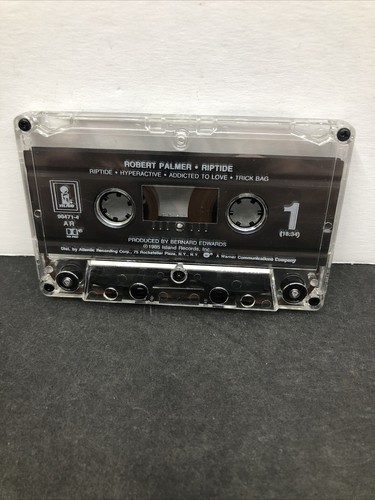 ROBERT PALMER • RIPTIDE
RIPTIDE • HYPERACTIVE • ADDICTED TO LOVE • TRICK BAG
90471-4
AR
1
(16:34)
PRODUCED BY BERNARD EDWARDS
©1985 Island Records, Inc.
Dist. by Atlantic Recording Corp., 75 Rockefeller Plaza, N.Y., N.Y. A Warner Communications Company